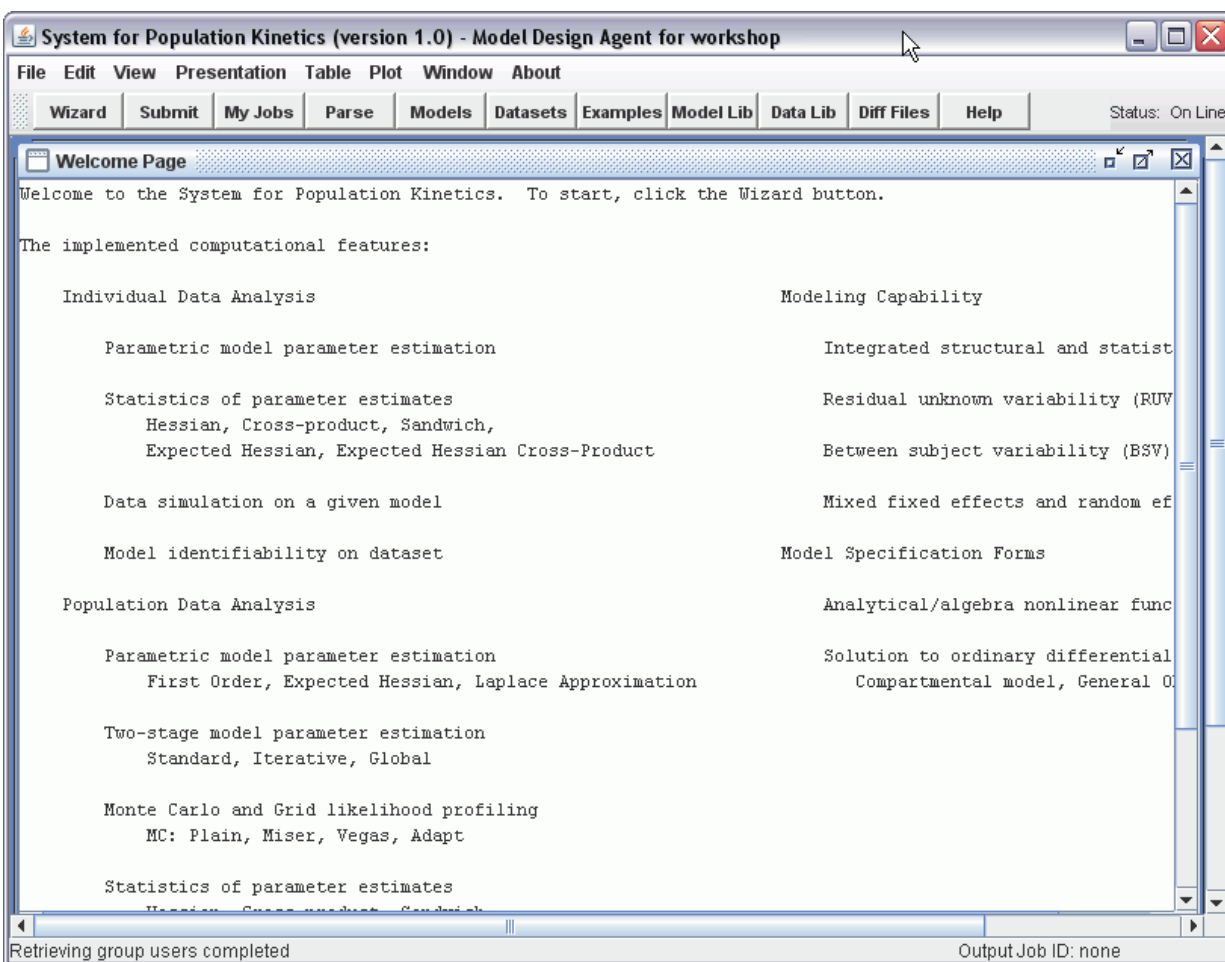 System for Population Kinetics (version 1.0) - Model Design Agent for workshop
File Edit View Presentation Table Plot Window About
Wizard Submit My Jobs Parse Models Datasets Examples Model Lib Data Lib Diff Files Help Status: On Line
Welcome Page
Welcome to the System for Population Kinetics. To start, click the Wizard button.
The implemented computational features:
Individual Data Analysis Modeling Capability
Parametric model parameter estimation Integrated structural and statist
Statistics of parameter estimates Residual unknown variability (RUV
Hessian, Cross-product, Sandwich,
Expected Hessian, Expected Hessian Cross-Product Between subject variability (BSV)
Data simulation on a given model Mixed fixed effects and random ef
Model identifiability on dataset Model Specification Forms
Population Data Analysis Analytical/algebra nonlinear func
Parametric model parameter estimation Solution to ordinary differential
First Order, Expected Hessian, Laplace Approximation Compartmental model, General O
Two-stage model parameter estimation
Standard, Iterative, Global
Monte Carlo and Grid likelihood profiling
MC: Plain, Miser, Vegas, Adapt
Statistics of parameter estimates
Retrieving group users completed Output Job ID: none